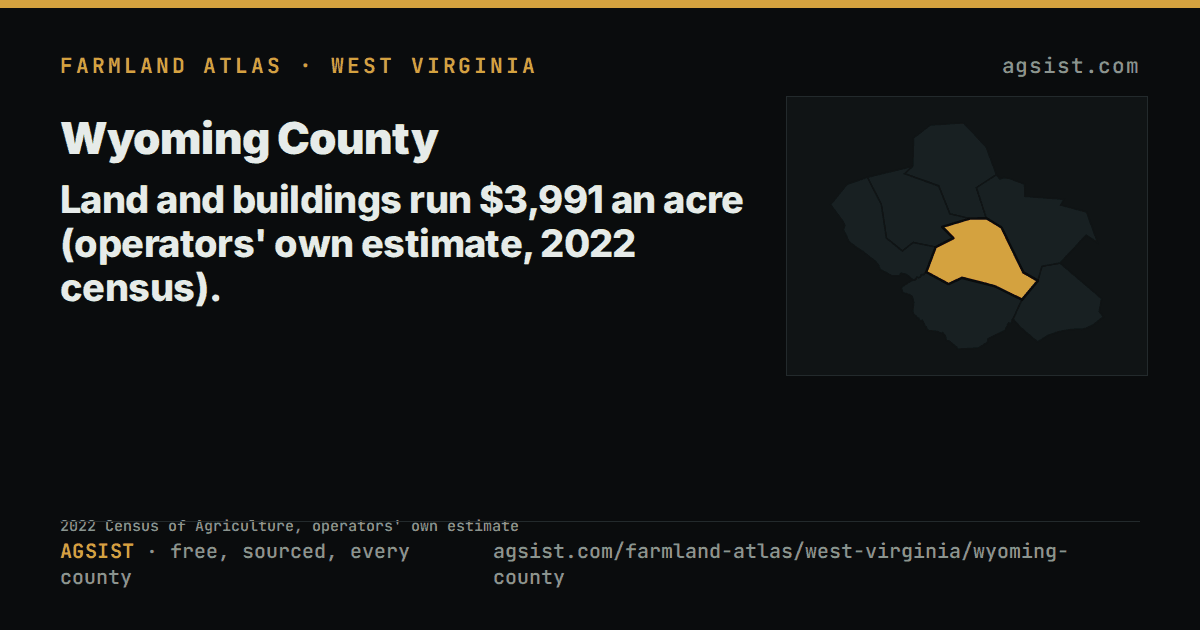 FARMLAND ATLAS · WEST VIRGINIA
agsist.com
Wyoming County
Land and buildings run $3,991 an acre
(operators' own estimate, 2022
census).
2022 Census of Agriculture, operators' own estimate
AGSIST · free, sourced, every
county
agsist.com/farmland-atlas/west-virginia/wyoming-
county